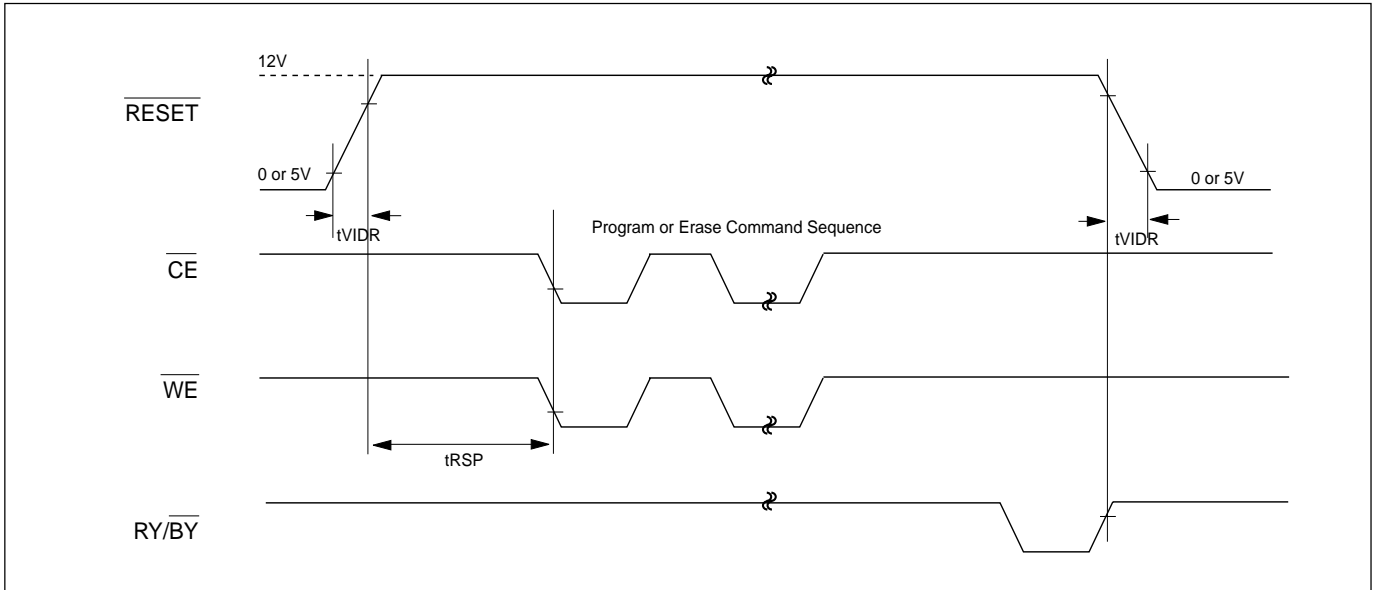 12V
RESET
0 or 5V
0 or 5V
tVIDR
Program or Erase Command Sequence
tVIDR
CE
WE
tRSP
RY/BY